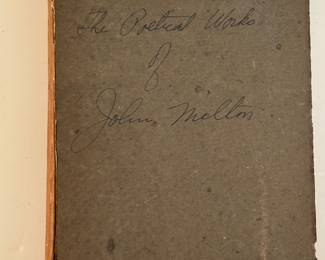 The Poetical Works
of
John Milton